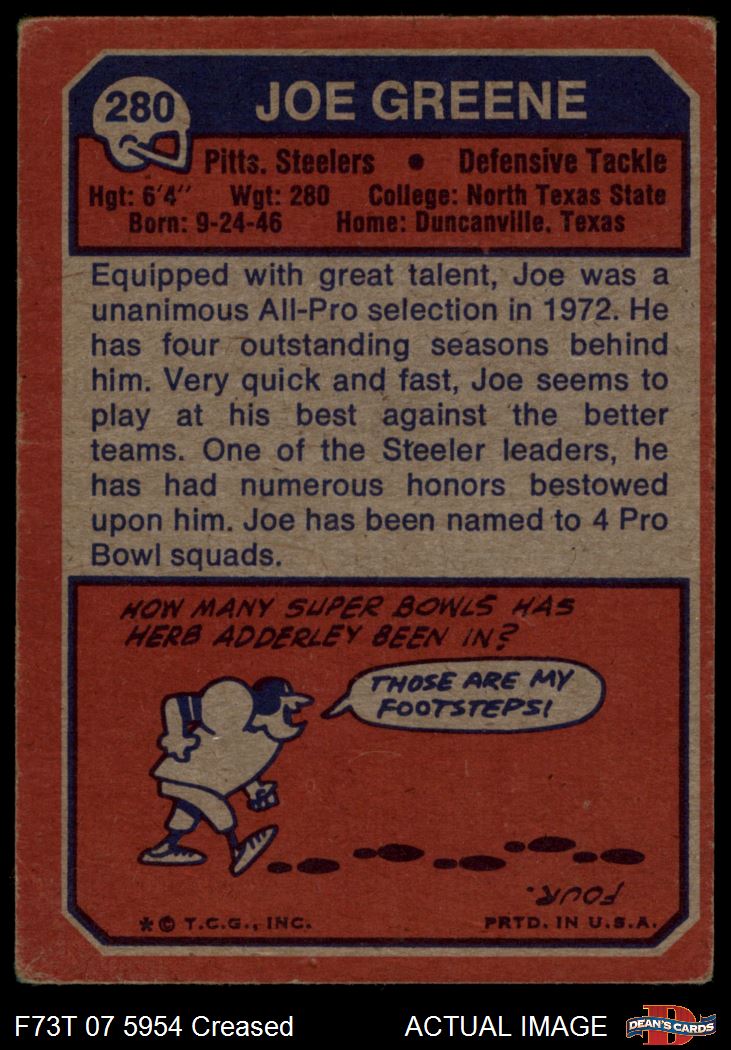 280
JOE GREENE
Pitts. Steelers • Defensive Tackle
Hgt: 6'4" Wgt: 280 College: North Texas State
Born: 9-24-46 Home: Duncanville, Texas
Equipped with great talent, Joe was a
unanimous All-Pro selection in 1972. He
has four outstanding seasons behind
him. Very quick and fast, Joe seems to
play at his best against the better
teams. One of the Steeler leaders, he
has had numerous honors bestowed
upon him. Joe has been named to 4 Pro
Bowl squads.
HOW MANY SUPER BOWLS HAS
HERB ADDERLEY BEEN IN?
THOSE ARE MY
FOOTSTEPS!
FOUR.
* © T.C.G., INC. PRTD. IN U.S.A.
F73T 07 5954 Creased ACTUAL IMAGE
D
DEAN'S CARDS